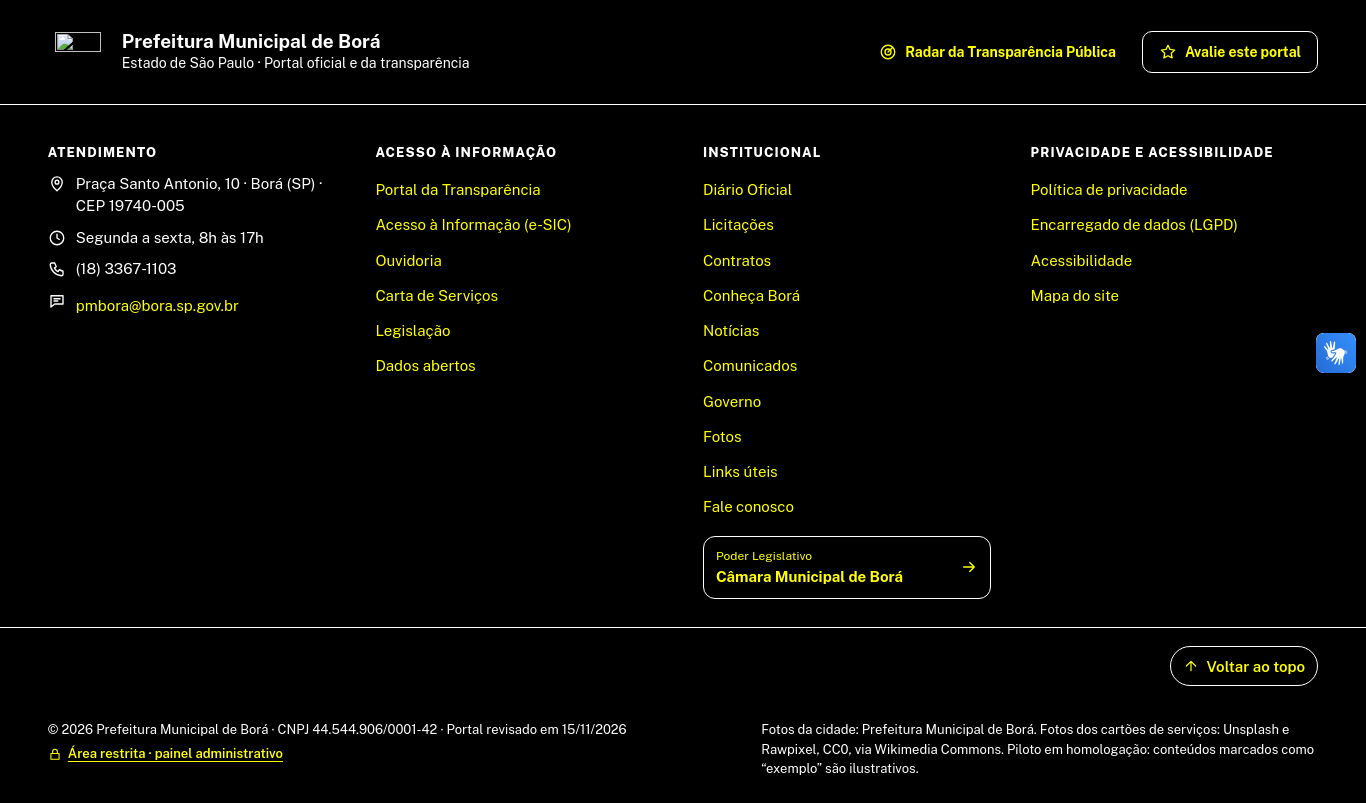 Prefeitura Municipal de Borá
Estado de São Paulo · Portal oficial e da transparência
Radar da Transparência Pública
Avalie este portal
ATENDIMENTO
Praça Santo Antonio, 10 · Borá (SP) ·
CEP 19740-005
Segunda a sexta, 8h às 17h
(18) 3367-1103
pmbora@bora.sp.gov.br
ACESSO À INFORMAÇÃO
Portal da Transparência
Acesso à Informação (e-SIC)
Ouvidoria
Carta de Serviços
Legislação
Dados abertos
INSTITUCIONAL
Diário Oficial
Licitações
Contratos
Conheça Borá
Notícias
Comunicados
Governo
Fotos
Links úteis
Fale conosco
Poder Legislativo
Câmara Municipal de Borá
PRIVACIDADE E ACESSIBILIDADE
Política de privacidade
Encarregado de dados (LGPD)
Acessibilidade
Mapa do site
Voltar ao topo
© 2026 Prefeitura Municipal de Borá · CNPJ 44.544.906/0001-42 · Portal revisado em 15/11/2026
Área restrita · painel administrativo
Fotos da cidade: Prefeitura Municipal de Borá. Fotos dos cartões de serviços: Unsplash e
Rawpixel, CC0, via Wikimedia Commons. Piloto em homologação: conteúdos marcados como
“exemplo” são ilustrativos.